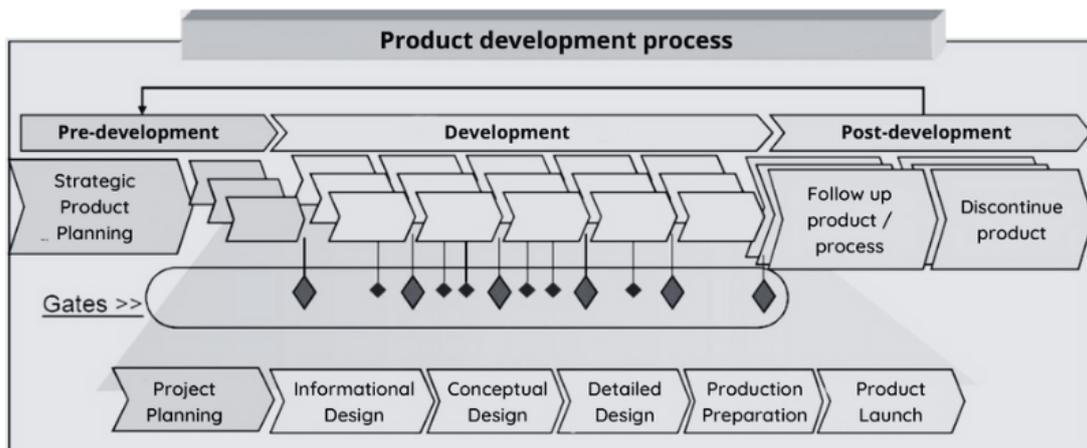 Product development process
Pre-development
Development
Post-development
Strategic
Product
Planning
Follow up
product /
process
Discontinue
product
Gates >>
Project
Planning
Informational
Design
Conceptual
Design
Detailed
Design
Production
Preparation
Product
Launch